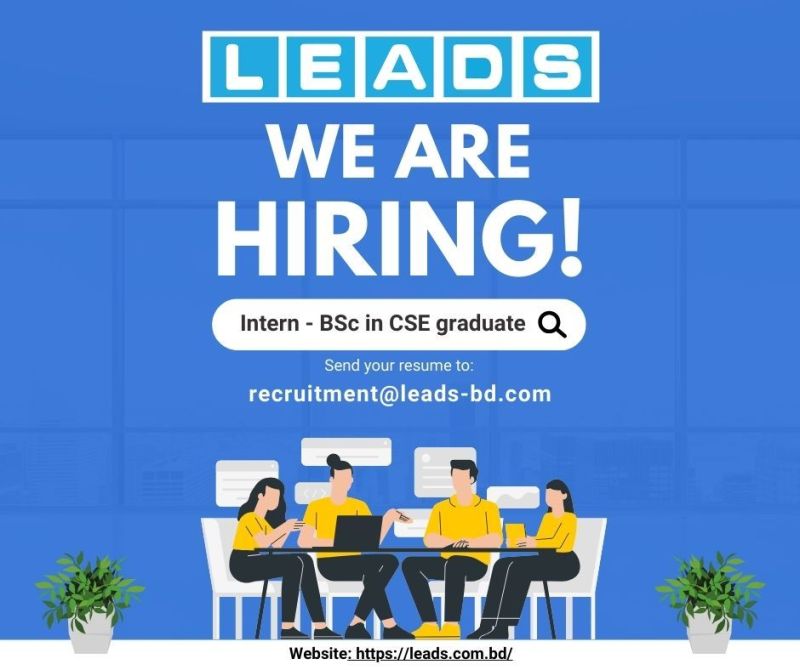 LEADS
WE ARE
HIRING!
Intern - BSc in CSE graduate
Send your resume to:
recruitment@leads-bd.com
Website: https://leads.com.bd/